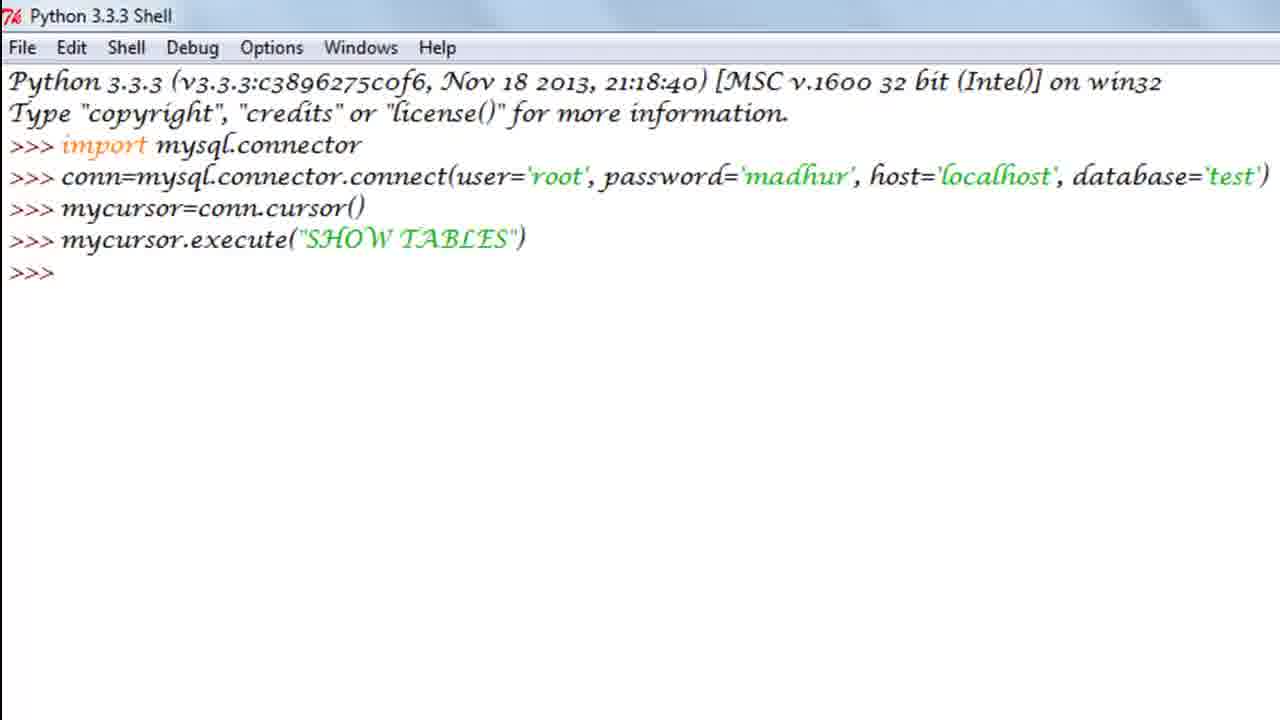 Python 3.3.3 Shell
File Edit Shell Debug Options Windows Help
Python 3.3.3 (v3.3.3:c3896275c0f6, Nov 18 2013, 21:18:40) [MSC v.1600 32 bit (Intel)] on win32
Type "copyright", "credits" or "license()" for more information.
>>> import mysql.connector
>>> conn=mysql.connector.connect(user='root', password='madhur', host='localhost', database='test')
>>> mycursor=conn.cursor()
>>> mycursor.execute("SHOW TABLES")
>>>